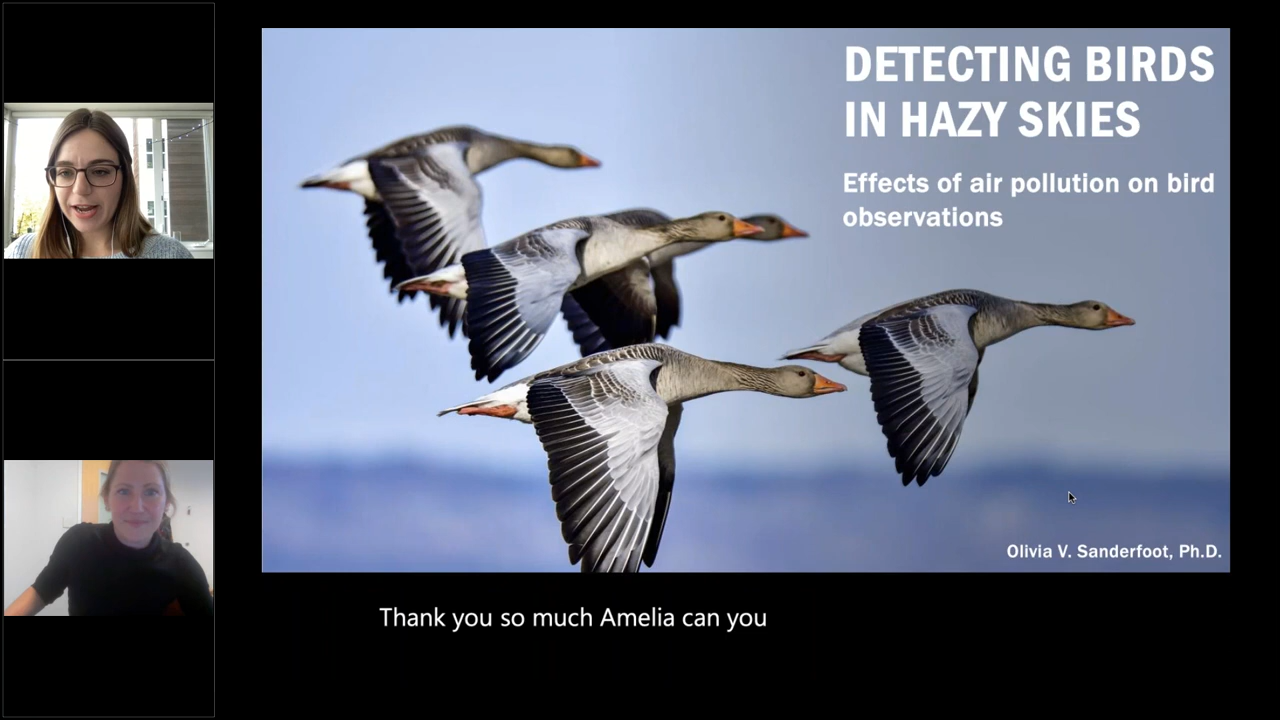 DETECTING BIRDS
IN HAZY SKIES
Effects of air pollution on bird
observations
Olivia V. Sanderfoot, Ph.D.
Thank you so much Amelia can you